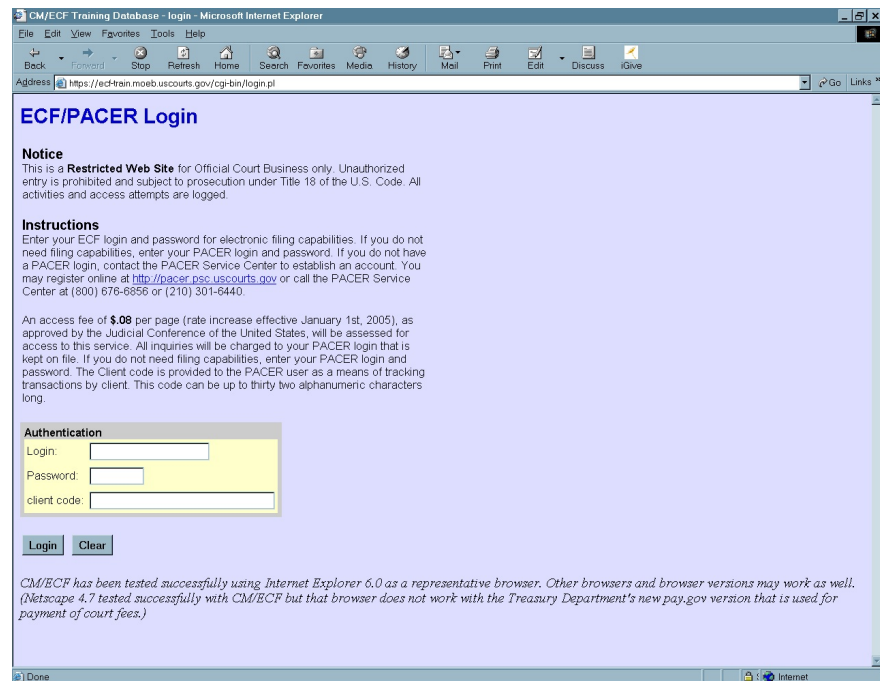 CM/ECF Training Database - login - Microsoft Internet Explorer
File Edit View Favorites Tools Help
Back Forward Stop Refresh Home Search Favorites Media History Mail Print Edit Discuss iGive
Address https://ecf-train.moeb.uscourts.gov/cgi-bin/login.pl Go Links »
ECF/PACER Login
Notice
This is a Restricted Web Site for Official Court Business only. Unauthorized
entry is prohibited and subject to prosecution under Title 18 of the U.S. Code. All
activities and access attempts are logged.
Instructions
Enter your ECF login and password for electronic filing capabilities. If you do not
need filing capabilities, enter your PACER login and password. If you do not have
a PACER login, contact the PACER Service Center to establish an account. You
may register online at http://pacer.psc.uscourts.gov or call the PACER Service
Center at (800) 676-6856 or (210) 301-6440.
An access fee of $.08 per page (rate increase effective January 1st, 2005), as
approved by the Judicial Conference of the United States, will be assessed for
access to this service. All inquiries will be charged to your PACER login that is
kept on file. If you do not need filing capabilities, enter your PACER login and
password. The Client code is provided to the PACER user as a means of tracking
transactions by client. This code can be up to thirty two alphanumeric characters
long.
Authentication
Login:
Password:
client code:
Login Clear
CM/ECF has been tested successfully using Internet Explorer 6.0 as a representative browser. Other browsers and browser versions may work as well.
(Netscape 4.7 tested successfully with CM/ECF but that browser does not work with the Treasury Department's new pay.gov version that is used for
payment of court fees.)
Done Internet